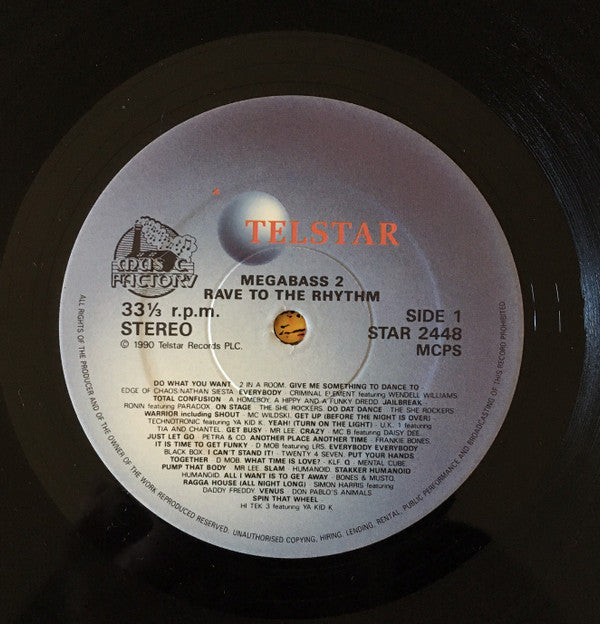 TELSTAR
music
FACTORY
MEGABASS 2
RAVE TO THE RHYTHM
33⅓ r.p.m.
STEREO
© 1990 Telstar Records PLC.
SIDE 1
STAR 2448
MCPS
DO WHAT YOU WANT - 2 IN A ROOM. GIVE ME SOMETHING TO DANCE TO -
EDGE OF CHAOS/NATHAN SIESTA. EVERYBODY - CRIMINAL ELEMENT featuring WENDELL WILLIAMS.
TOTAL CONFUSION - A HOMEBOY, A HIPPY AND A FUNKY DREDD. JAILBREAK -
RONIN featuring PARADOX. ON STAGE - THE SHE ROCKERS. DO DAT DANCE - THE SHE ROCKERS.
WARRIOR including SHOUT - MC WILDSKI. GET UP (BEFORE THE NIGHT IS OVER) -
TECHNOTRONIC featuring YA KID K. YEAH! (TURN ON THE LIGHT) - U.K. 1 featuring
TIA AND CHANTEL. GET BUSY - MR LEE. CRAZY - MC B featuring DAISY DEE.
JUST LET GO - PETRA & CO. ANOTHER PLACE ANOTHER TIME - FRANKIE BONES.
IT IS TIME TO GET FUNKY - D MOB featuring LRS. EVERYBODY EVERYBODY -
BLACK BOX. I CAN'T STAND IT! - TWENTY 4 SEVEN. PUT YOUR HANDS
TOGETHER - D MOB. WHAT TIME IS LOVE? - KLF. Q - MENTAL CUBE.
PUMP THAT BODY - MR LEE. SLAM - HUMANOID. STAKKER HUMANOID -
HUMANOID. ALL I WANT IS TO GET AWAY - BONES & MUSTO.
RAGGA HOUSE (ALL NIGHT LONG) - SIMON HARRIS featuring
DADDY FREDDY. VENUS - DON PABLO'S ANIMALS.
SPIN THAT WHEEL -
HI TEK 3 featuring YA KID K
ALL RIGHTS OF THE PRODUCER AND OF THE OWNER OF THE WORK REPRODUCED RESERVED. UNAUTHORISED COPYING, HIRING, LENDING, RENTAL, PUBLIC PERFORMANCE, AND BROADCASTING OF THIS RECORD PROHIBITED